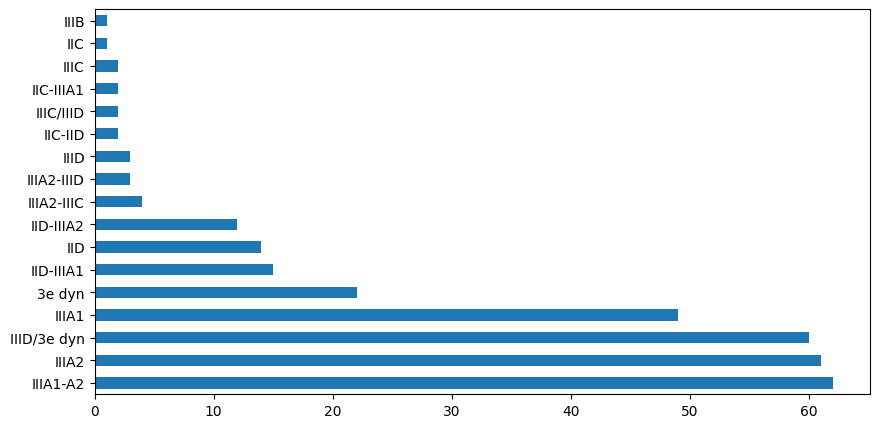 IIIB
IIC
IIIC
IIC-IIIA1
IIIC/IIID
IIC-IID
IIID
IIIA2-IIID
IIIA2-IIIC
IID-IIIA2
IID
IID-IIIA1
3e dyn
IIIA1
IIID/3e dyn
IIIA2
IIIA1-A2
0 10 20 30 40 50 60